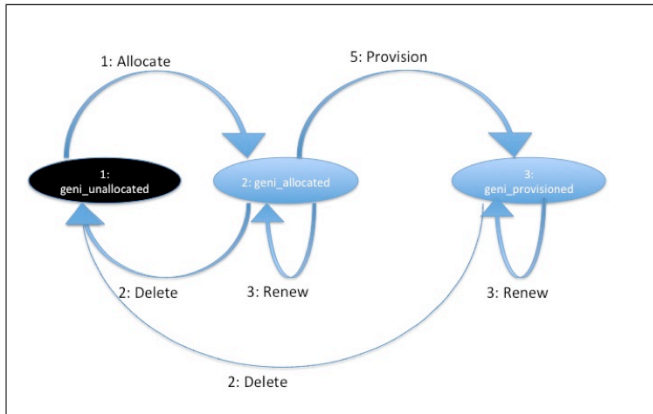 1: Allocate
5: Provision
1:
geni_unallocated
2: geni_allocated
3:
geni_provisioned
2: Delete
3: Renew
3: Renew
2: Delete